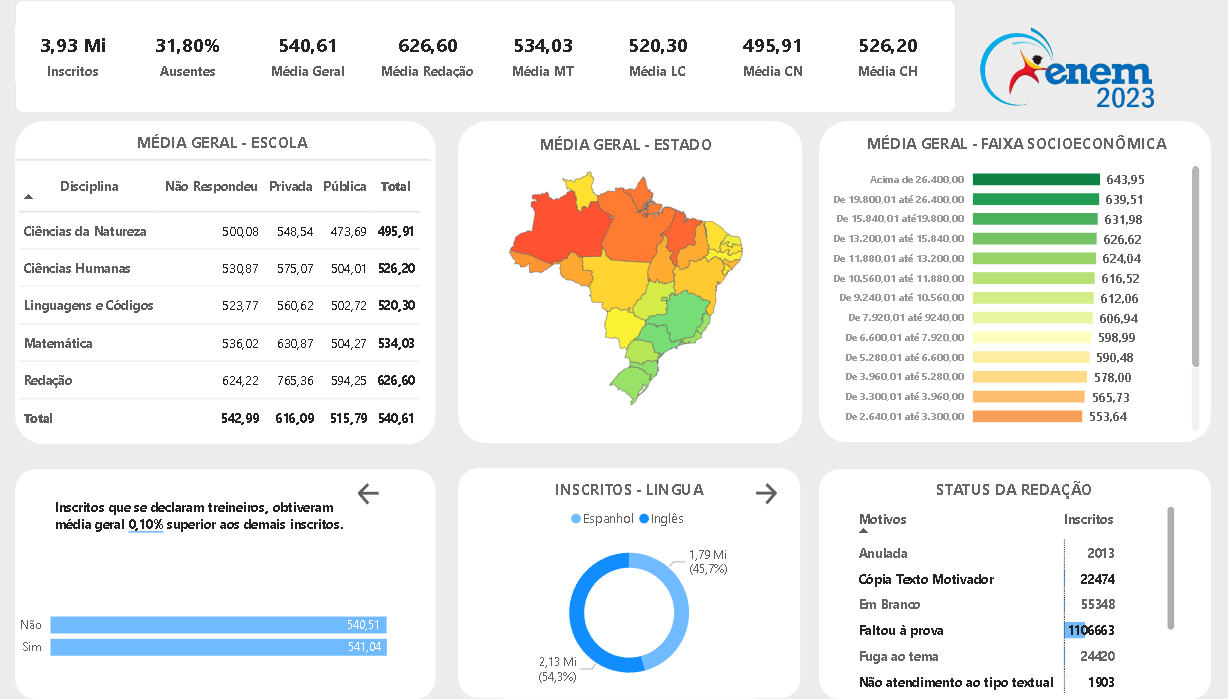 3,93 Mi 31,80% 540,61 626,60 534,03 520,30 495,91 526,20
Inscritos Ausentes Média Geral Média Redação Média MT Média LC Média CN Média CH
enem
2023
MÉDIA GERAL - ESCOLA
Disciplina Não Respondeu Privada Pública Total
Ciências da Natureza 500,08 548,54 473,69 495,91
Ciências Humanas 530,87 575,07 504,01 526,20
Linguagens e Códigos 523,77 560,62 502,72 520,30
Matemática 536,02 630,87 504,27 534,03
Redação 624,22 765,36 594,25 626,60
Total 542,99 616,09 515,79 540,61
MÉDIA GERAL - ESTADO
MÉDIA GERAL - FAIXA SOCIOECONÔMICA
Acima de 26.400,00 643,95
De 19.800,01 até 26.400,00 639,51
De 15.840,01 até19.800,00 631,98
De 13.200,01 até 15.840,00 626,62
De 11.880,01 até 13.200,00 624,04
De 10.560,01 até 11.880,00 616,52
De 9.240,01 até 10.560,00 612,06
De 7.920,01 até 9240,00 606,94
De 6.600,01 até 7.920,00 598,99
De 5.280,01 até 6.600,00 590,48
De 3.960,01 até 5.280,00 578,00
De 3.300,01 até 3.960,00 565,73
De 2.640,01 até 3.300,00 553,64
Inscritos que se declaram treineiros, obtiveram
média geral 0,10% superior aos demais inscritos.
Não 540,51
Sim 541,04
INSCRITOS - LINGUA
Espanhol Inglês
1,79 Mi
(45,7%)
2,13 Mi
(54,3%)
STATUS DA REDAÇÃO
Motivos Inscritos
Anulada 2013
Cópia Texto Motivador 22474
Em Branco 55348
Faltou à prova 1106663
Fuga ao tema 24420
Não atendimento ao tipo textual 1903